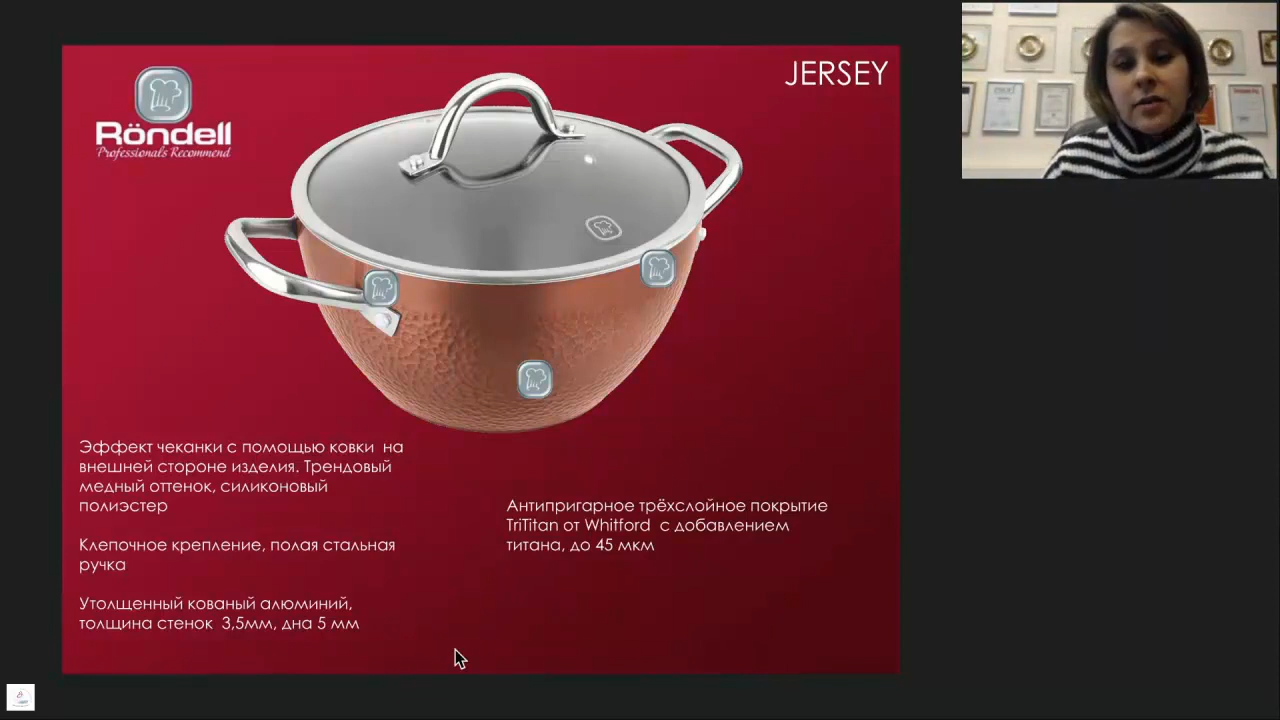 JERSEY
Röndell
Professionals Recommend
Эффект чеканки с помощью ковки на
внешней стороне изделия. Трендовый
медный оттенок, силиконовый
полиэстер
Клепочное крепление, полая стальная
ручка
Утолщенный кованый алюминий,
толщина стенок 3,5мм, дна 5 мм
Антипригарное трёхслойное покрытие
TriTitan от Whitford с добавлением
титана, до 45 мкм